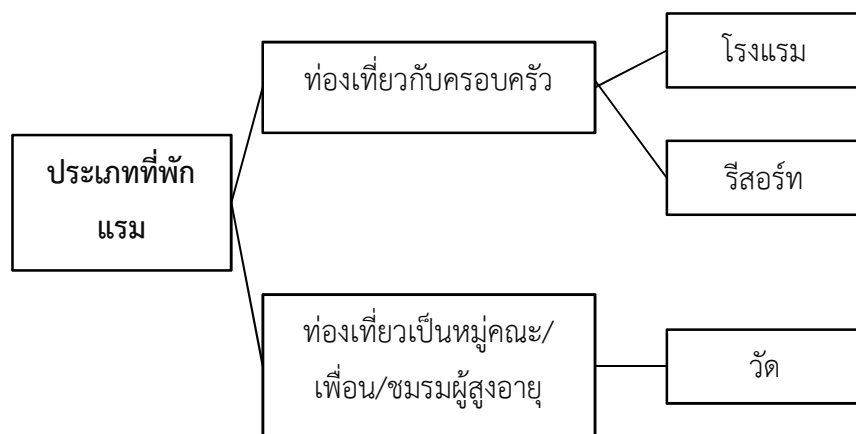 ประเภทที่พัก
แรม
ท่องเที่ยวกับครอบครัว
โรงแรม
รีสอร์ท
ท่องเที่ยวเป็นหมู่คณะ/
เพื่อน/ชมรมผู้สูงอายุ
วัด